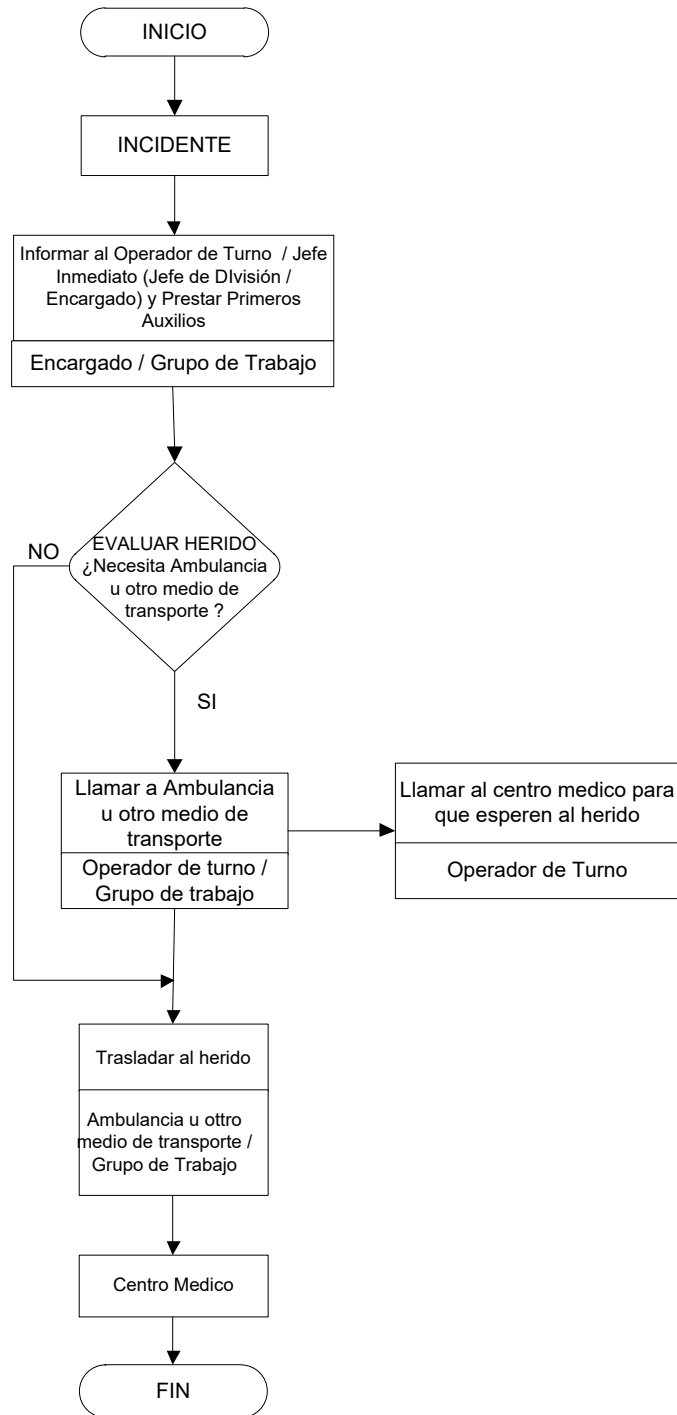 INICIO
INCIDENTE
Informar al Operador de Turno / Jefe
Inmediato (Jefe de DIvisión /
Encargado) y Prestar Primeros
Auxilios
Encargado / Grupo de Trabajo
NO
EVALUAR HERIDO
¿Necesita Ambulancia
u otro medio de
transporte ?
SI
Llamar a Ambulancia
u otro medio de
transporte
Operador de turno /
Grupo de trabajo
Llamar al centro medico para
que esperen al herido
Operador de Turno
Trasladar al herido
Ambulancia u ottro
medio de transporte /
Grupo de Trabajo
Centro Medico
FIN